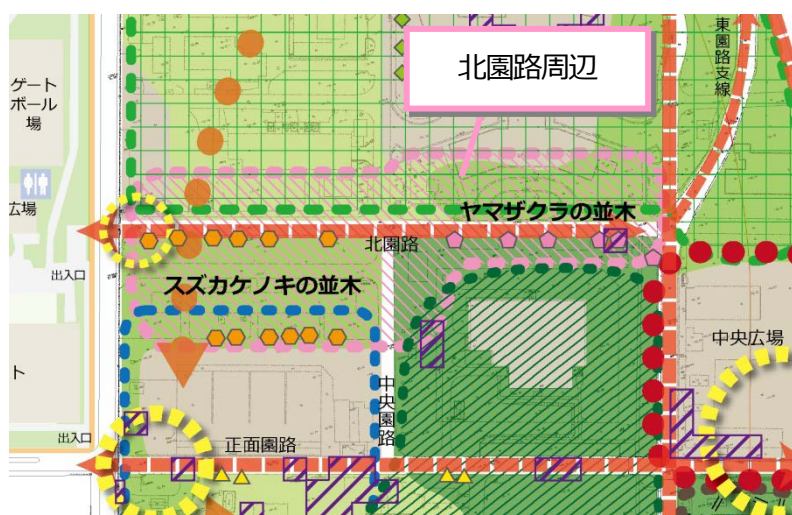 東園路支線
北園路周辺
ゲート
ボール
場
広場
ヤマザクラの並木
北園路
出入口
スズカケノキの並木
中央広場
ト
中央園路
出入口
正面園路